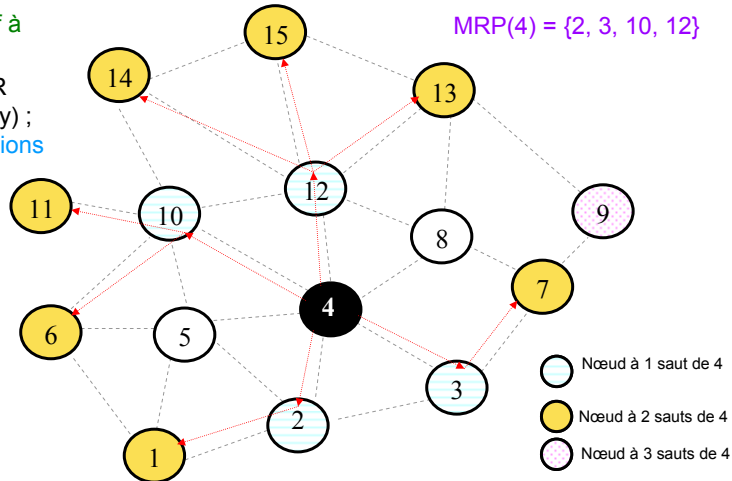 f à
MRP(4) = {2, 3, 10, 12}
R
y) ;
tions
15
14
13
12
11
10
9
8
7
4
6
5
3
2
1
Nœud à 1 saut de 4
Nœud à 2 sauts de 4
Nœud à 3 sauts de 4